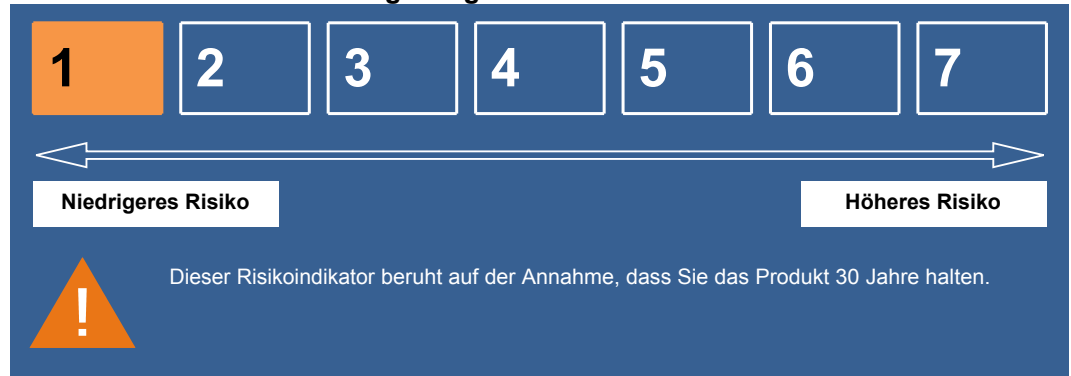 1 2 3 4 5 6 7
Niedrigeres Risiko Höheres Risiko
Dieser Risikoindikator beruht auf der Annahme, dass Sie das Produkt 30 Jahre halten.
!